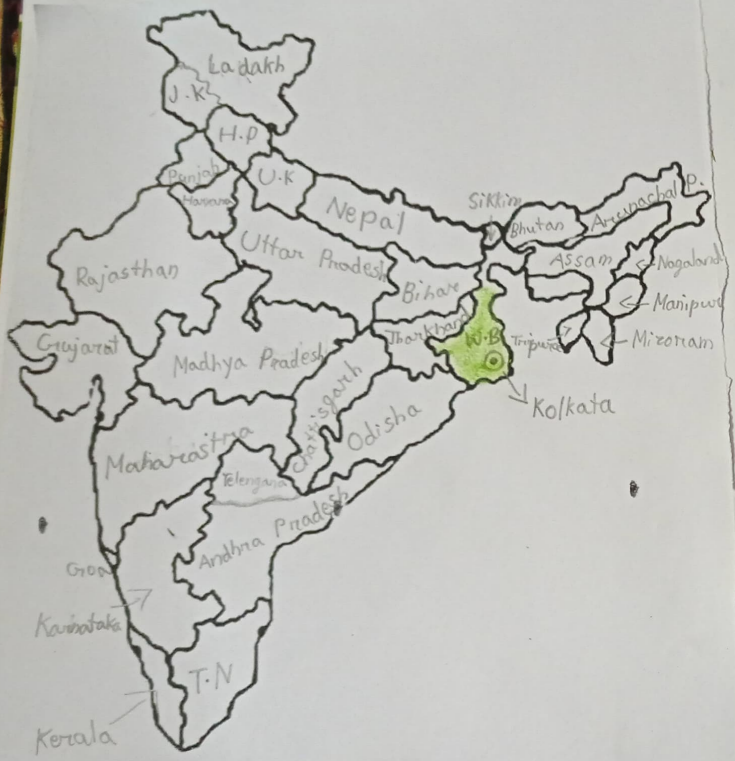 Ladakh
J.K
H.P
Punjab
U.K
Haryana
Sikkim
Arunachal P.
Nepal
Bhutan
Uttar Pradesh
Assam
Nagaland
Rajasthan
Bihar
Manipur
Gujarat
Jharkhand
W.B
Tripura
Mizoram
Madhya Pradesh
Chattisgarh
Kolkata
Odisha
Maharastra
Telengana
Andhra Pradesh
Goa
Karnataka
T.N
Kerala